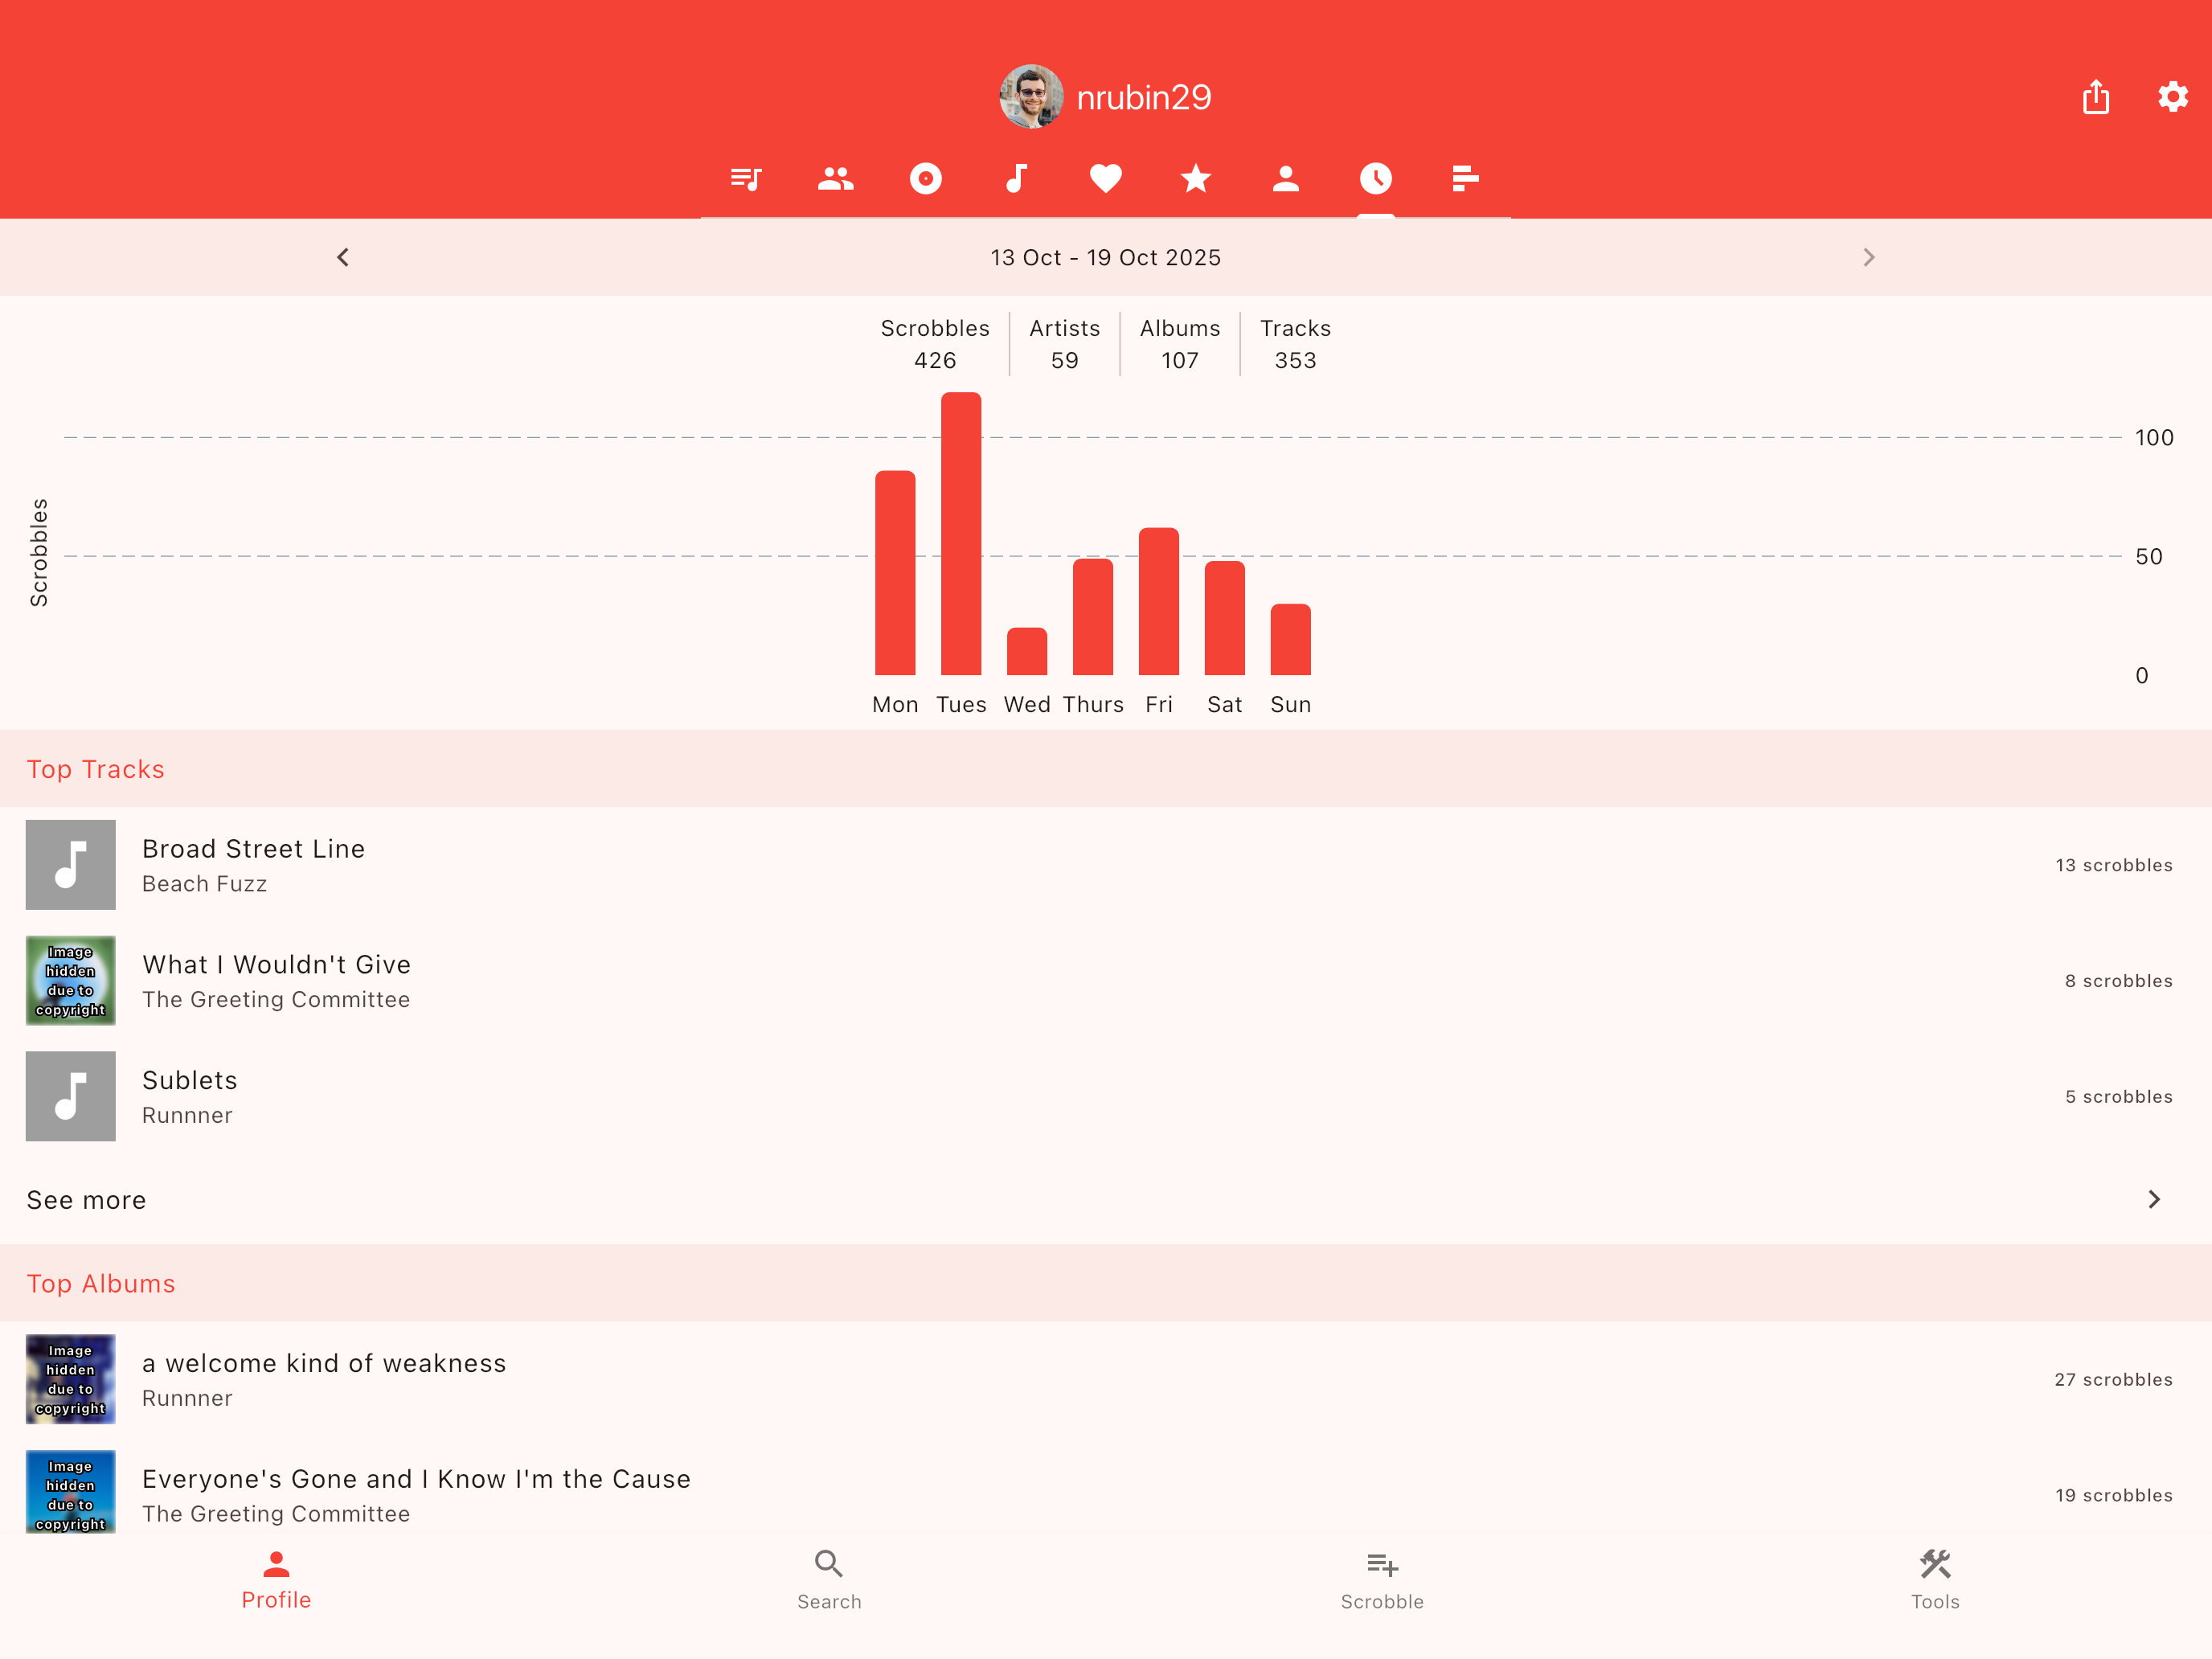 nrubin29
13 Oct - 19 Oct 2025
Scrobbles Artists Albums Tracks
426 59 107 353
100
50
0
Scrobbles
Mon Tues Wed Thurs Fri Sat Sun
Top Tracks
Broad Street Line
Beach Fuzz
13 scrobbles
Image
hidden
due to
copyright
What I Wouldn't Give
The Greeting Committee
8 scrobbles
Sublets
Runnner
5 scrobbles
See more
Top Albums
Image
hidden
due to
copyright
a welcome kind of weakness
Runnner
27 scrobbles
Image
hidden
due to
copyright
Everyone's Gone and I Know I'm the Cause
The Greeting Committee
19 scrobbles
Profile Search Scrobble Tools